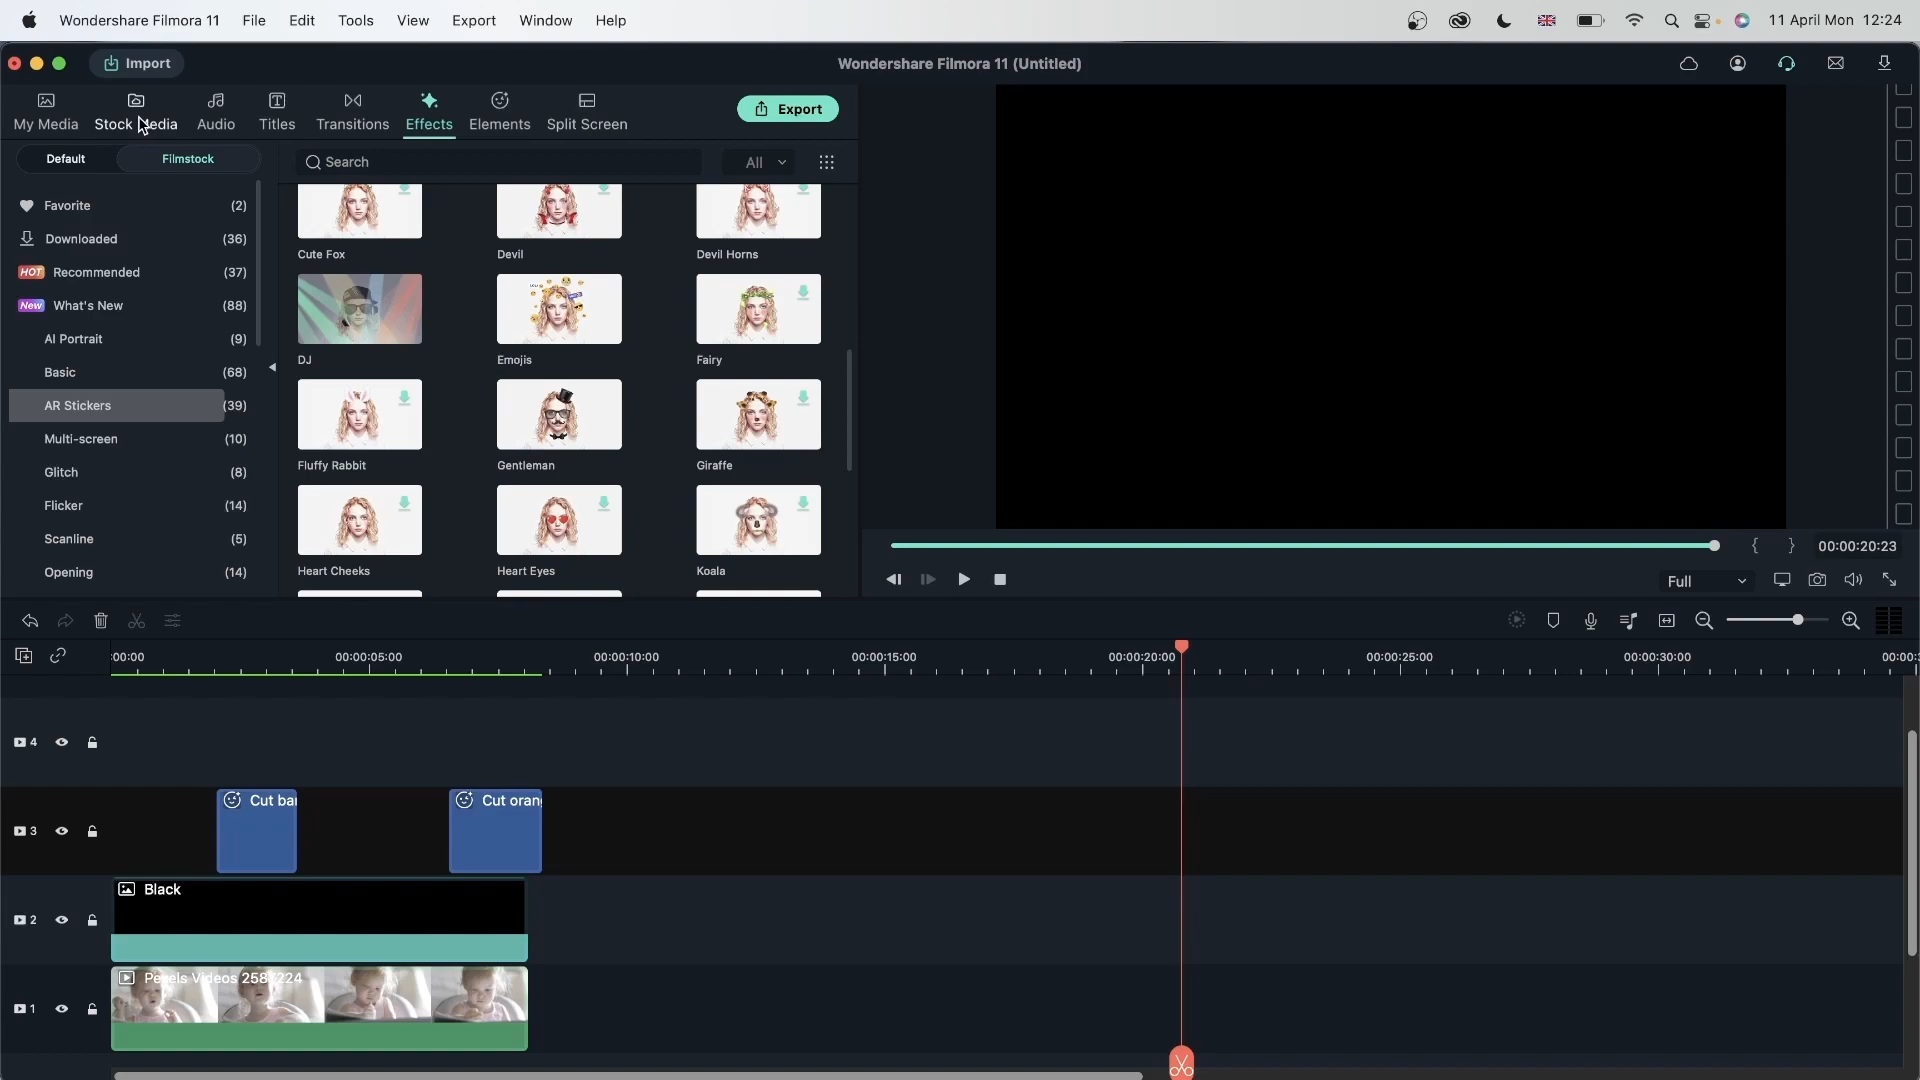 Wondershare Filmora 11 File Edit Tools View Export Window Help 11 April Mon 12:24
Import Wondershare Filmora 11 (Untitled)
My Media Stock Media Audio Titles Transitions Effects Elements Split Screen Export
Default Filmstock Search All
Favorite (2)
Downloaded (36)
HOT Recommended (37)
New What's New (88)
AI Portrait (9)
Basic (68)
AR Stickers (39)
Multi-screen (10)
Glitch (8)
Flicker (14)
Scanline (5)
Opening (14)
Cute Fox Devil Devil Horns
DJ Emojis Fairy
Fluffy Rabbit Gentleman Giraffe
Heart Cheeks Heart Eyes Koala
{ } 00:00:20:23
Full
:00:00 00:00:05:00 00:00:10:00 00:00:15:00 00:00:20:00 00:00:25:00 00:00:30:00 00:00:
4
3 Cut bar Cut oran
2 Black
1 Pexels Videos 2587224